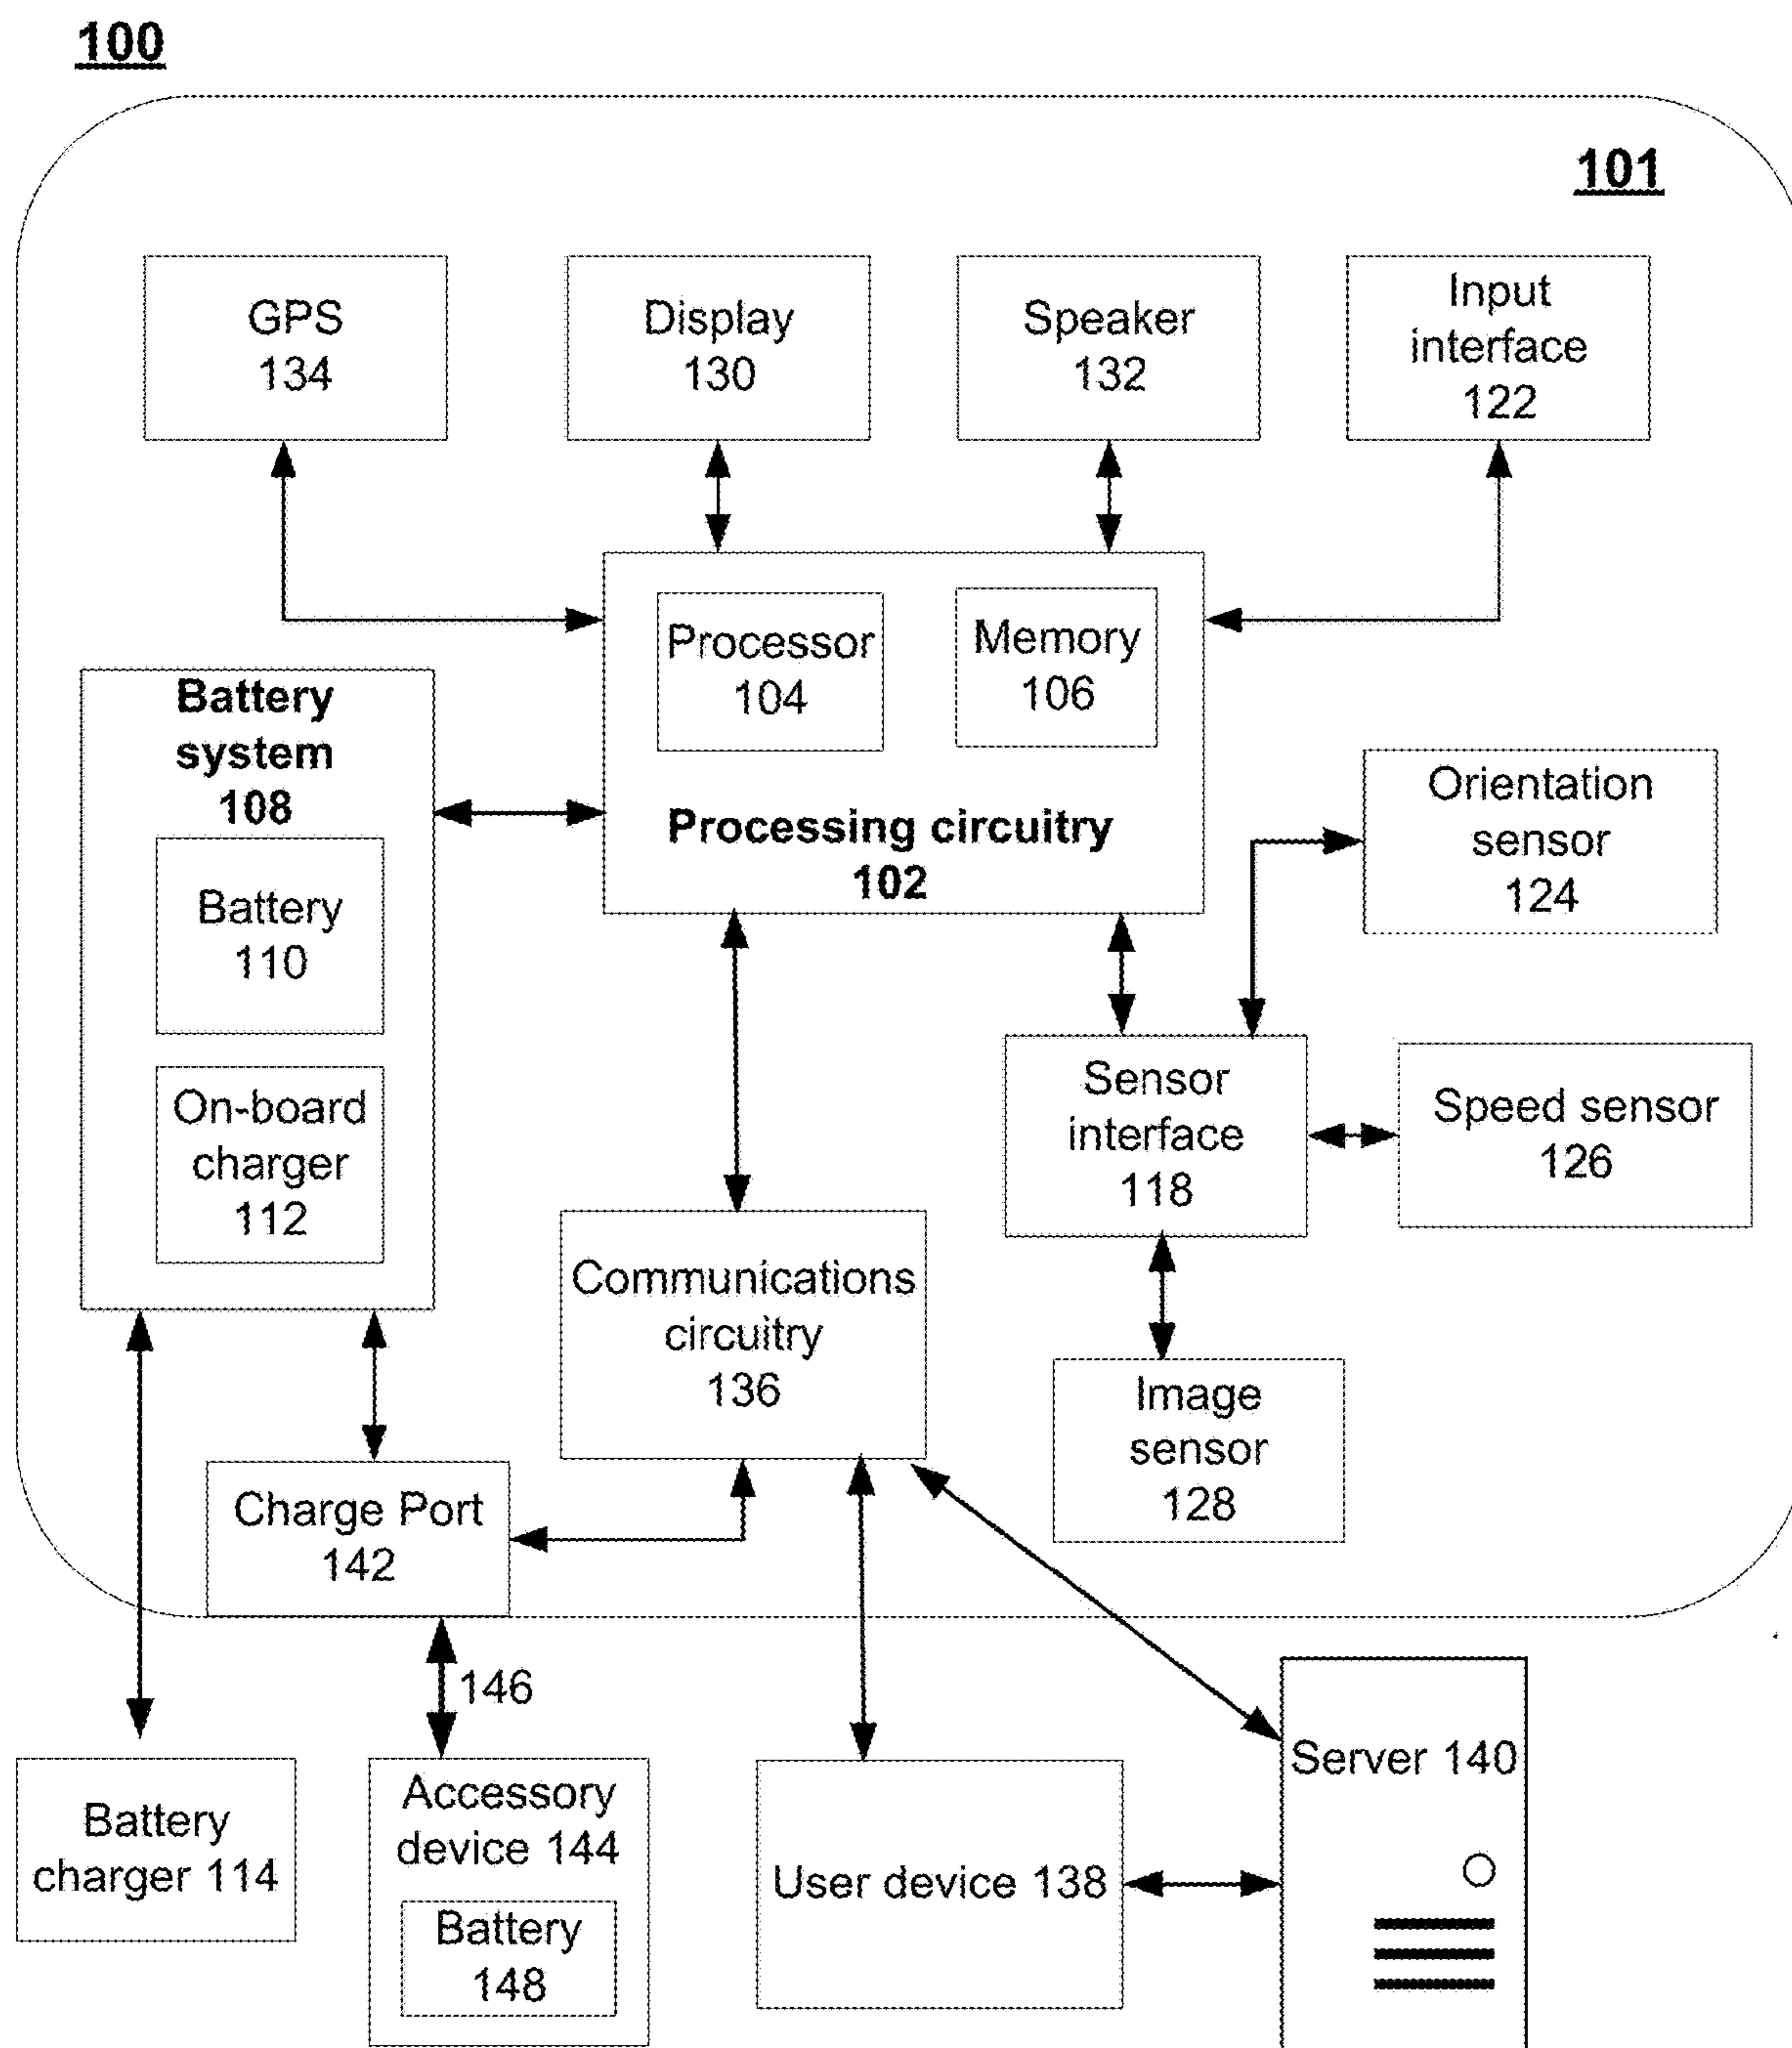 100
101
GPS
134
Display
130
Speaker
132
Input
interface
122
Processor
104
Memory
106
Processing circuitry
102
Battery
system
108
Battery
110
On-board
charger
112
Orientation
sensor
124
Sensor
interface
118
Speed sensor
126
Communications
circuitry
136
Image
sensor
128
Charge Port
142
146
Battery
charger 114
Accessory
device 144
Battery
148
User device 138
Server 140